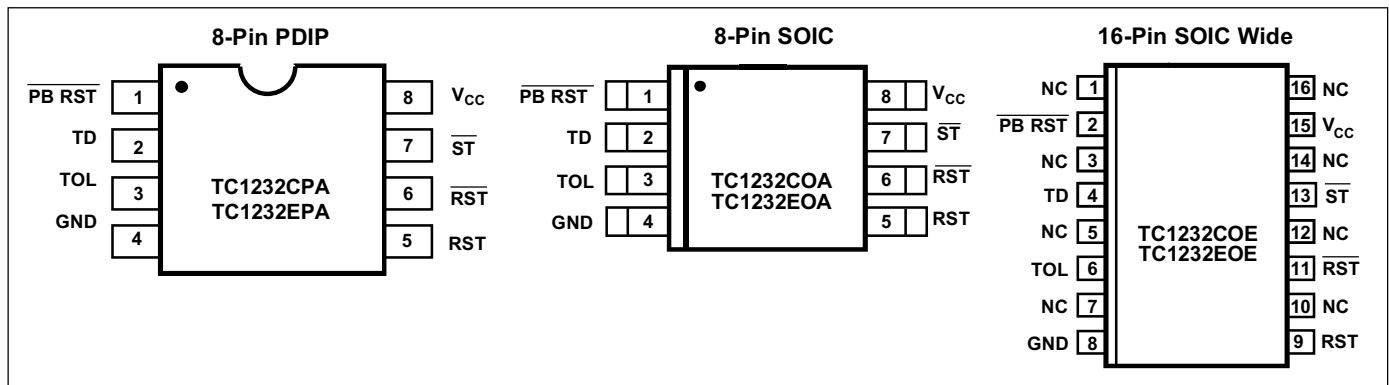 8-Pin PDIP
PB RST 1
TD 2
TOL 3
GND 4
8 VCC
7 ST
6 RST
5 RST
TC1232CPA
TC1232EPA
8-Pin SOIC
PB RST 1
TD 2
TOL 3
GND 4
8 VCC
7 ST
6 RST
5 RST
TC1232COA
TC1232EOA
16-Pin SOIC Wide
NC 1
PB RST 2
NC 3
TD 4
NC 5
TOL 6
NC 7
GND 8
16 NC
15 VCC
14 NC
13 ST
12 NC
11 RST
10 NC
9 RST
TC1232COE
TC1232EOE